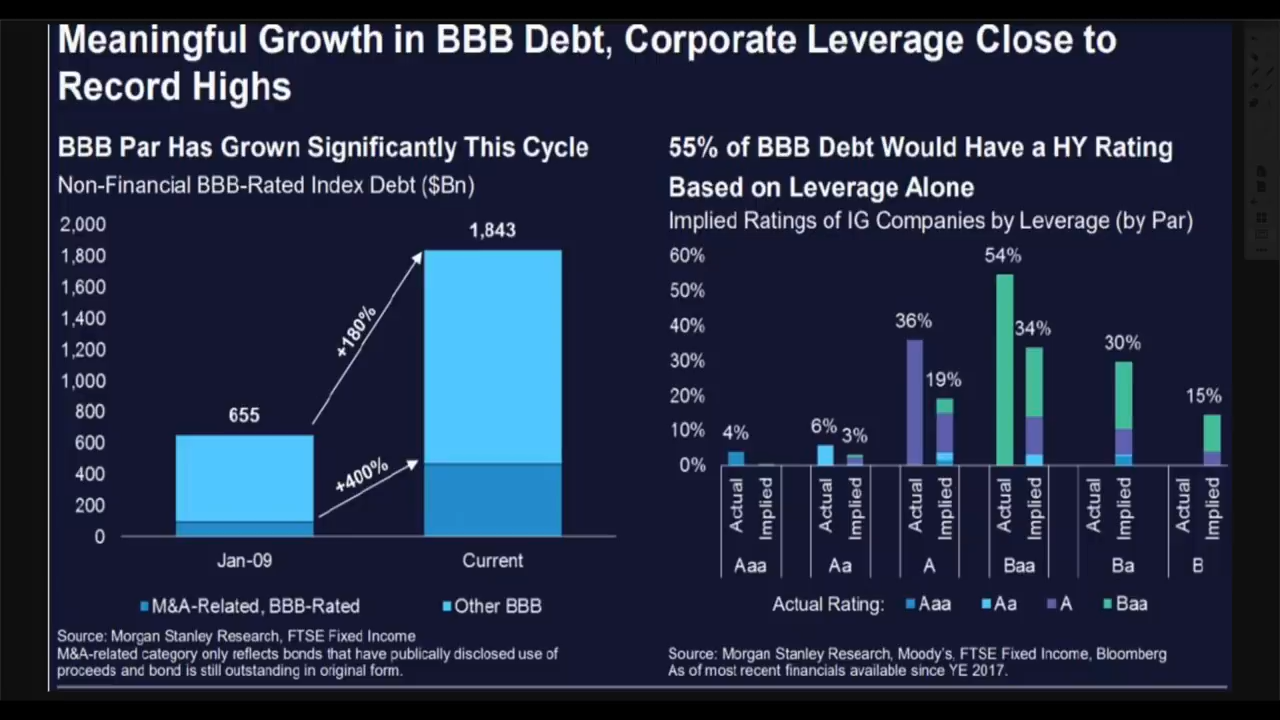 Meaningful Growth in BBB Debt, Corporate Leverage Close to
Record Highs
BBB Par Has Grown Significantly This Cycle
Non-Financial BBB-Rated Index Debt ($Bn)
2,000
1,800
1,600
1,400
1,200
1,000
800
600
400
200
0
655
1,843
+180%
+400%
Jan-09
Current
M&A-Related, BBB-Rated
Other BBB
Source: Morgan Stanley Research, FTSE Fixed Income
M&A-related category only reflects bonds that have publically disclosed use of
proceeds and bond is still outstanding in original form.
55% of BBB Debt Would Have a HY Rating
Based on Leverage Alone
Implied Ratings of IG Companies by Leverage (by Par)
60%
50%
40%
30%
20%
10%
0%
4%
6%
3%
36%
19%
54%
34%
30%
15%
Actual
Implied
Actual
Implied
Actual
Implied
Actual
Implied
Actual
Implied
Actual
Implied
Aaa
Aa
A
Baa
Ba
B
Actual Rating: Aaa Aa A Baa
Source: Morgan Stanley Research, Moody's, FTSE Fixed Income, Bloomberg
As of most recent financials available since YE 2017.